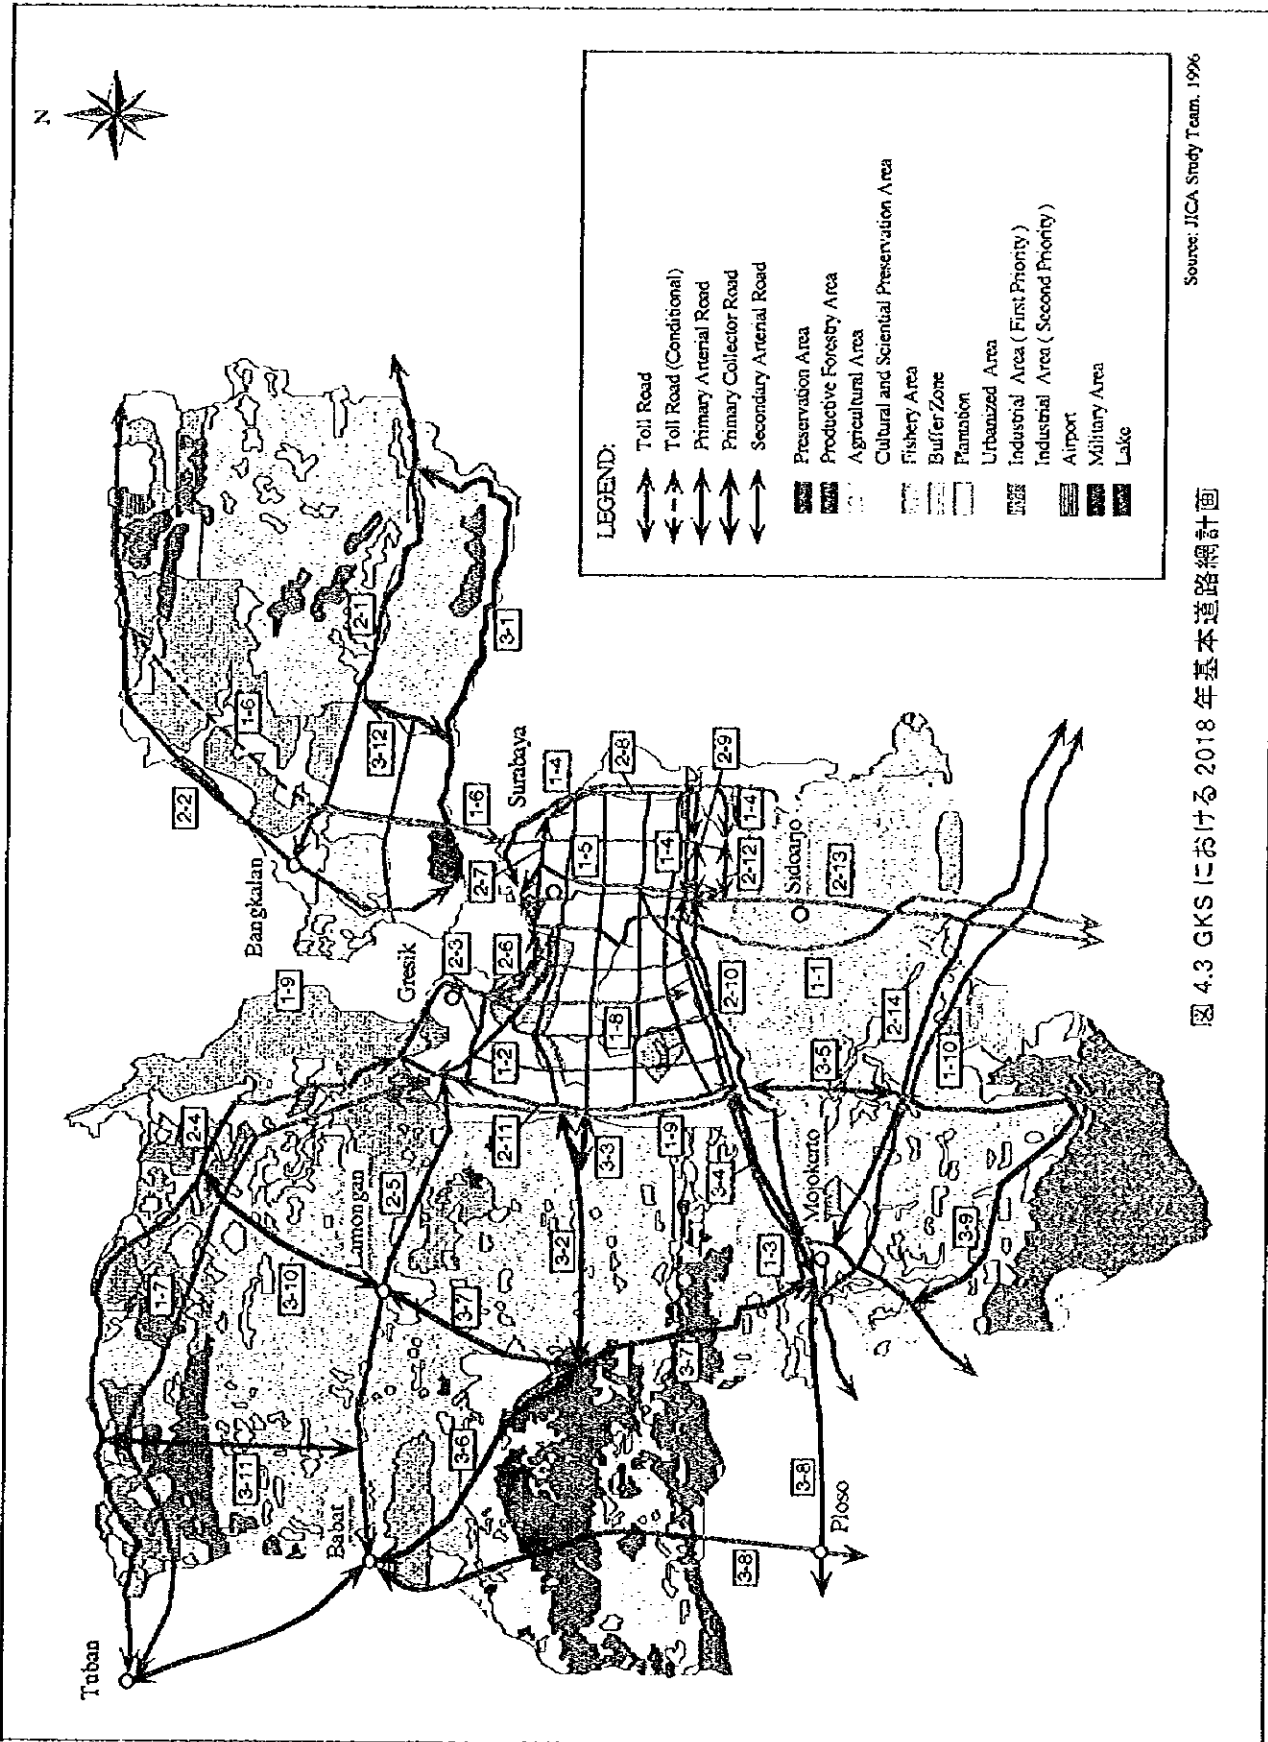 N
Tuban
Babat
Lamongan
Gresik
Bangkalan
Surabaya
Sidoarjo
Mojokerto
Ploso
2-2
1-6
2-1
3-12
3-1
1-6
1-9
2-3
2-7
2-6
1-4
2-8
2-9
1-5
1-4
1-4
2-12
2-13
2-4
1-7
3-10
2-5
1-2
2-11
1-8
2-10
1-1
2-14
3-5
1-10
3-11
3-7
3-2
3-3
1-9
3-4
1-3
3-9
3-6
3-7
3-8
3-8
LEGEND:
Toll Road
Toll Road (Conditional)
Primary Arterial Road
Primary Collector Road
Secondary Arterial Road
Preservation Area
Productive Forestry Area
Agricultural Area
Cultural and Sciential Preservation Area
Fishery Area
Buffer Zone
Plantation
Urbanized Area
Industrial Area ( First Priority )
Industrial Area ( Second Priority )
Airport
Military Area
Lake
Source: JICA Study Team. 1996
図 4.3 GKS における 2018 年基本道路網計画